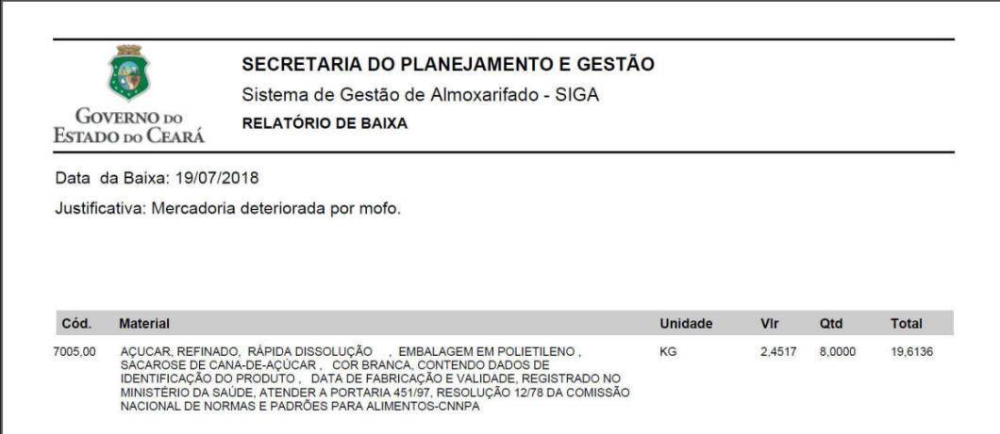 SECRETARIA DO PLANEJAMENTO E GESTÃO
Sistema de Gestão de Almoxarifado - SIGA
RELATÓRIO DE BAIXA
GOVERNO DO
ESTADO DO CEARÁ
Data da Baixa: 19/07/2018
Justificativa: Mercadoria deteriorada por mofo.
Cód. Material Unidade Vlr Qtd Total
7005,00 AÇUCAR, REFINADO, RÁPIDA DISSOLUÇÃO , EMBALAGEM EM POLIETILENO , KG 2,4517 8,0000 19,6136
SACAROSE DE CANA-DE-AÇÚCAR , COR BRANCA, CONTENDO DADOS DE
IDENTIFICAÇÃO DO PRODUTO , DATA DE FABRICAÇÃO E VALIDADE, REGISTRADO NO
MINISTÉRIO DA SAÚDE, ATENDER A PORTARIA 451/97, RESOLUÇÃO 12/78 DA COMISSÃO
NACIONAL DE NORMAS E PADRÕES PARA ALIMENTOS-CNNPA